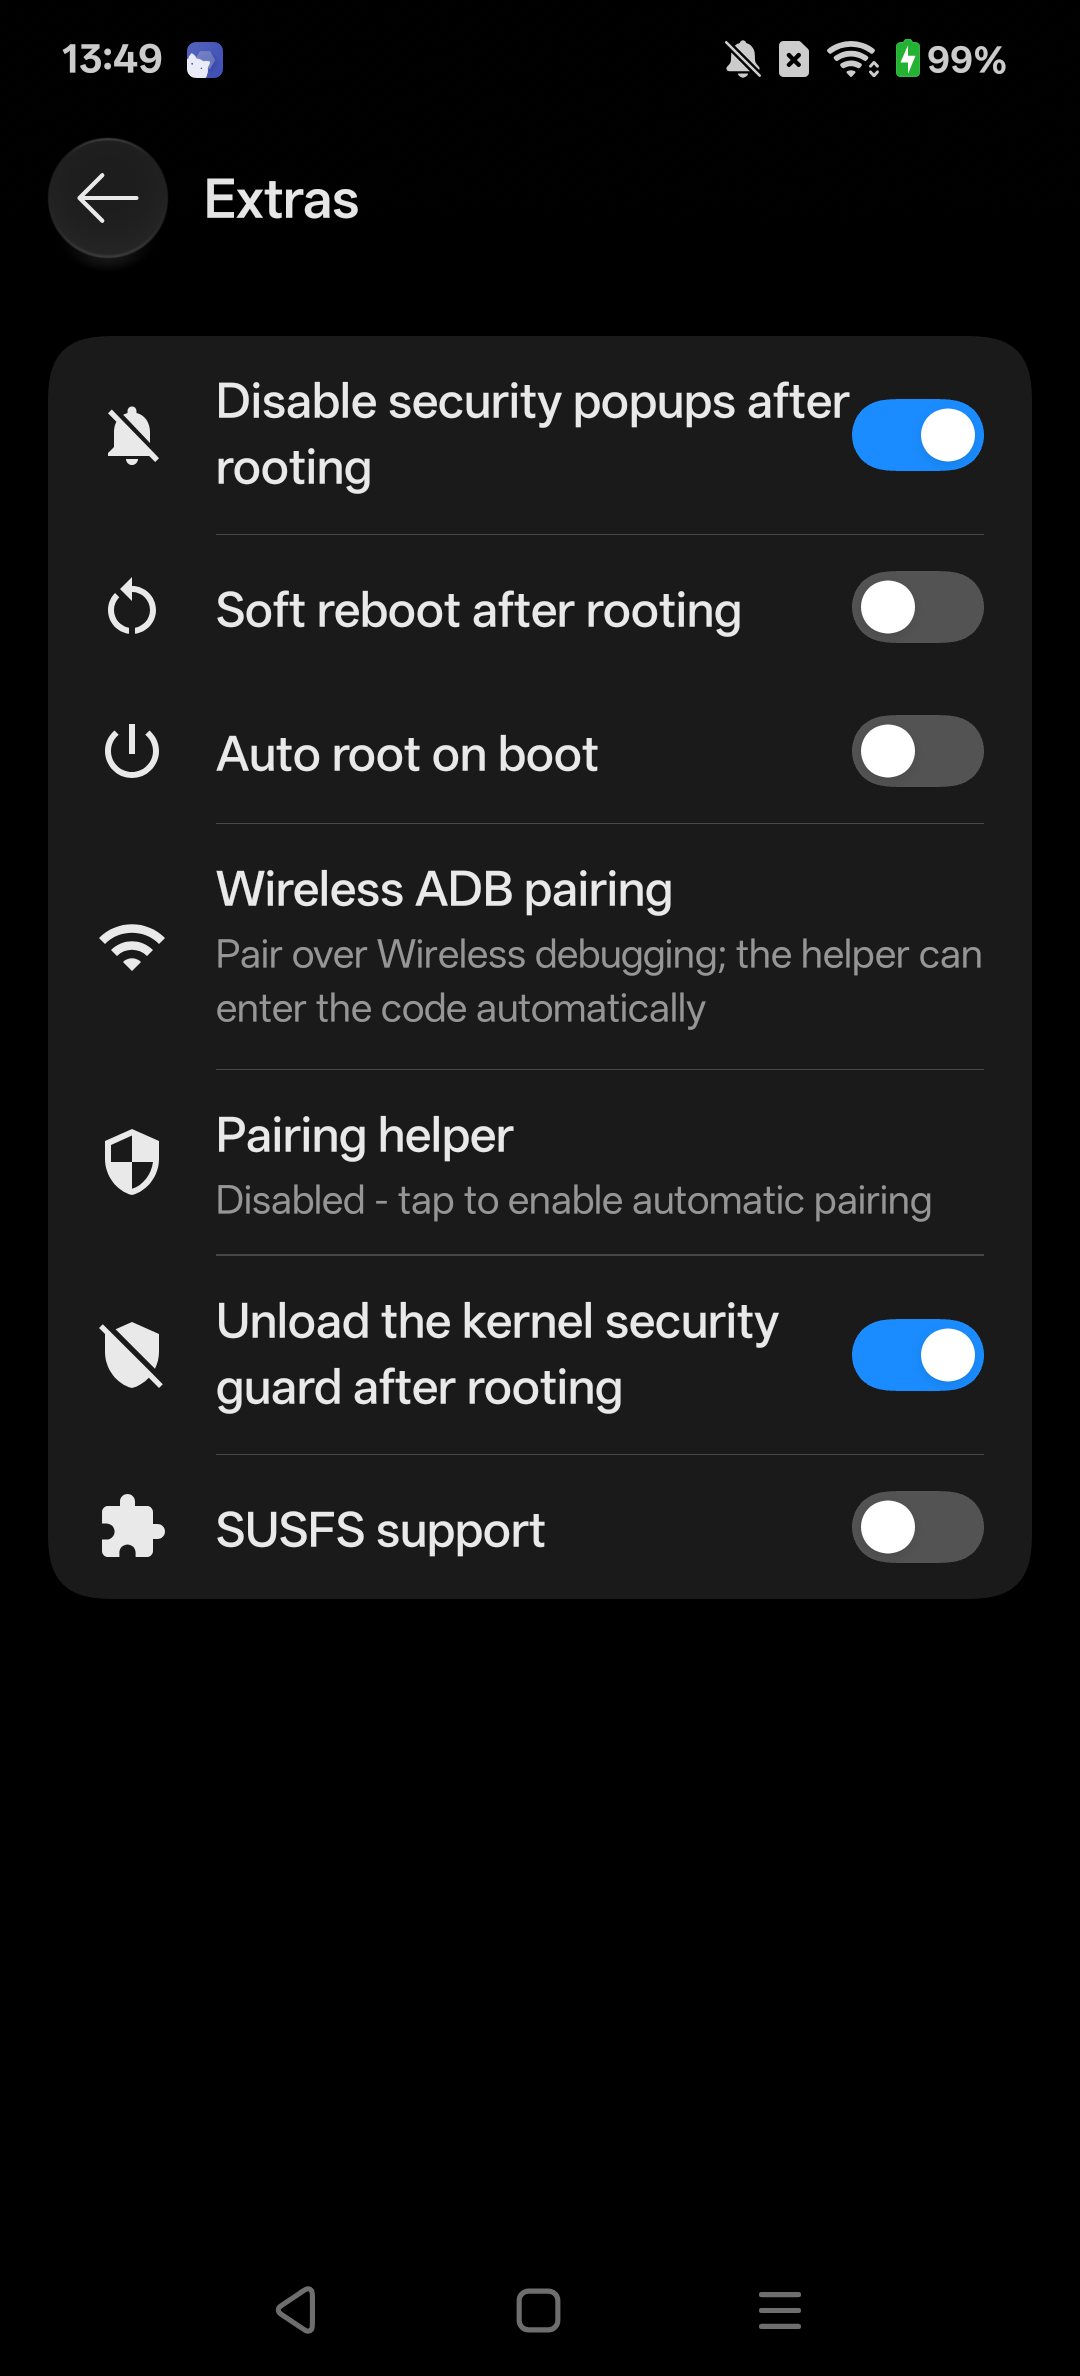 13:49
99%
Extras
Disable security popups after
rooting
Soft reboot after rooting
Auto root on boot
Wireless ADB pairing
Pair over Wireless debugging; the helper can
enter the code automatically
Pairing helper
Disabled - tap to enable automatic pairing
Unload the kernel security
guard after rooting
SUSFS support